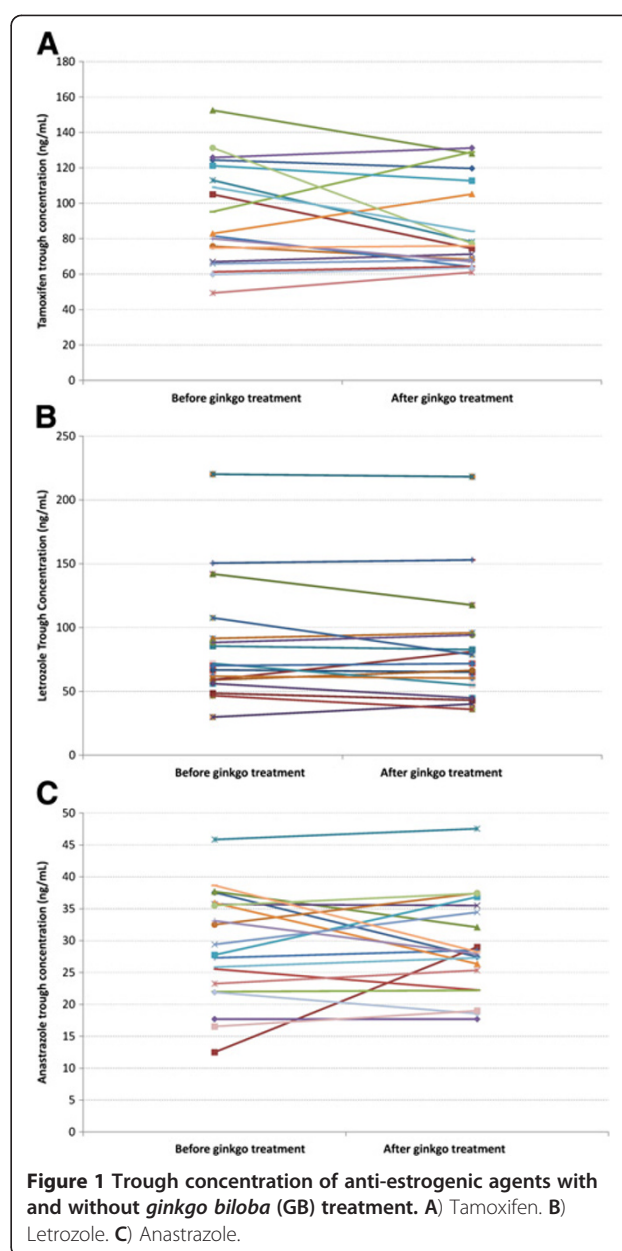 A
180
160
140
120
100
80
60
40
20
0
Tamoxifen trough concentration (ng/mL)
Before ginkgo treatment After ginkgo treatment
B
250
200
150
100
50
0
Letrozole Trough Concentration (ng/mL)
Before ginkgo treatment After ginkgo treatment
C
50
45
40
35
30
25
20
15
10
5
0
Anastrazole trough concentration (ng/mL)
Before ginkgo treatment After ginkgo treatment
Figure 1 Trough concentration of anti-estrogenic agents with
and without ginkgo biloba (GB) treatment. A) Tamoxifen. B)
Letrozole. C) Anastrazole.